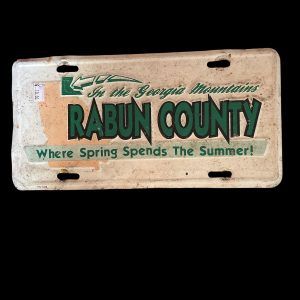 In the Georgia Mountains
RABUN COUNTY
Where Spring Spends The Summer!